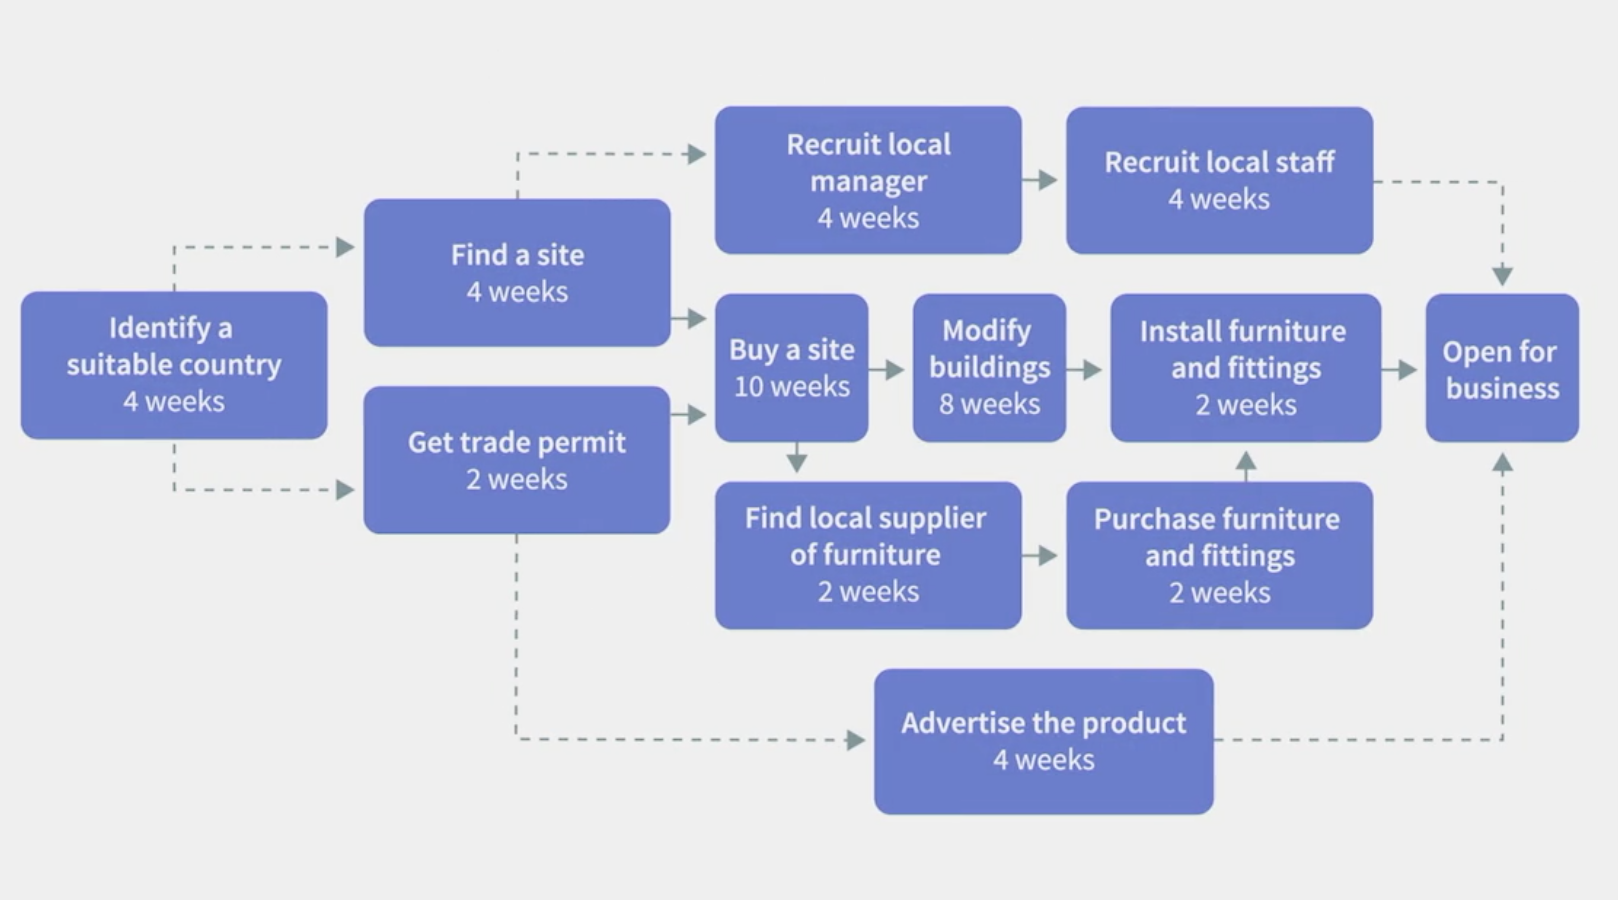 Recruit local
manager
4 weeks
Recruit local staff
4 weeks
Find a site
4 weeks
Identify a
suitable country
4 weeks
Buy a site
10 weeks
Modify
buildings
8 weeks
Install furniture
and fittings
2 weeks
Open for
business
Get trade permit
2 weeks
Find local supplier
of furniture
2 weeks
Purchase furniture
and fittings
2 weeks
Advertise the product
4 weeks